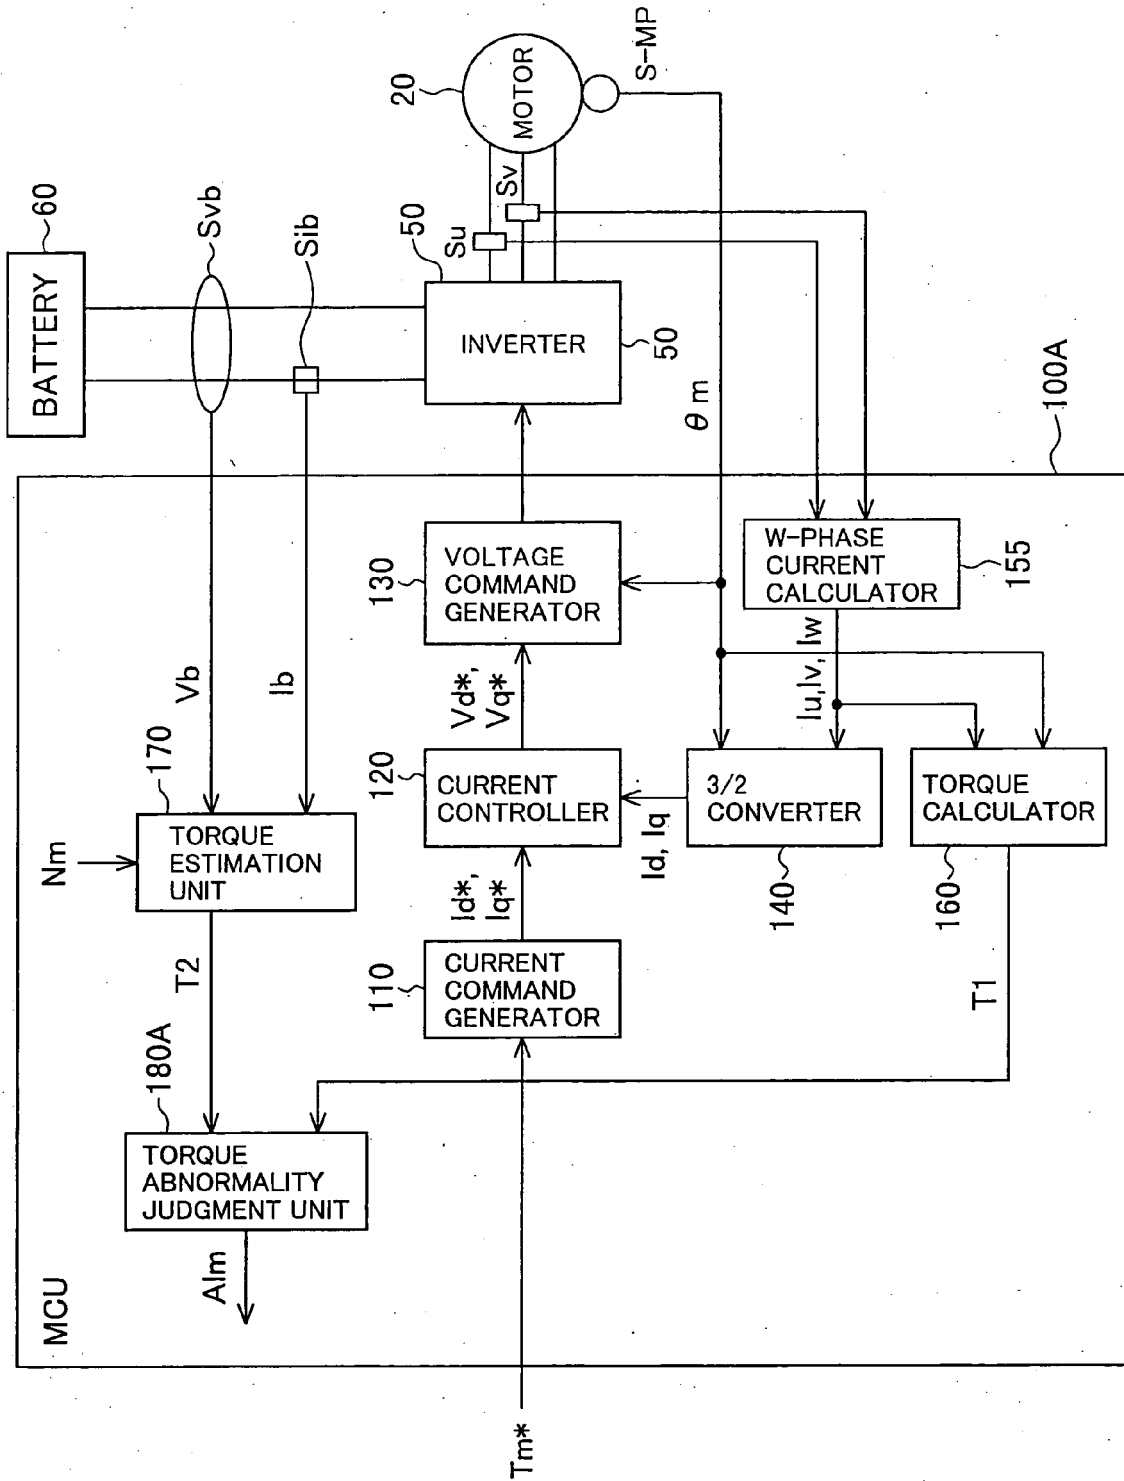 BATTERY
60
Svb
Sib
50
INVERTER
50
Su
Sv
20
MOTOR
S-MP
θm
100A
MCU
Vb
Ib
Nm
170
TORQUE
ESTIMATION
UNIT
T2
180A
TORQUE
ABNORMALITY
JUDGMENT UNIT
Alm
Tm*
110
CURRENT
COMMAND
GENERATOR
Id*,
Iq*
120
CURRENT
CONTROLLER
Vd*,
Vq*
130
VOLTAGE
COMMAND
GENERATOR
Id, Iq
3/2
CONVERTER
140
W-PHASE
CURRENT
CALCULATOR
155
Iu,Iv, Iw
TORQUE
CALCULATOR
160
T1